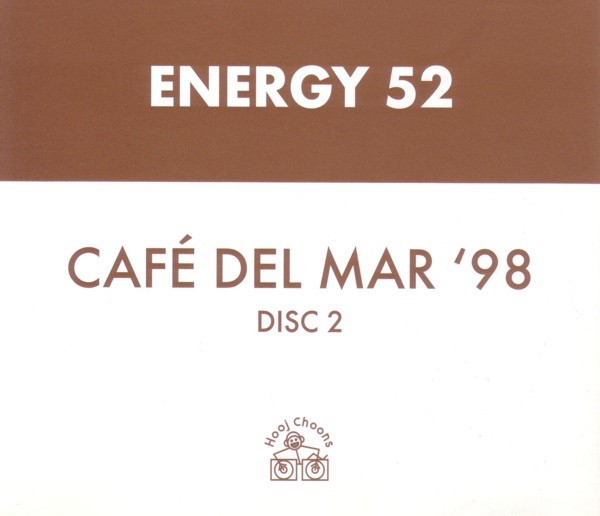 ENERGY 52
CAFÉ DEL MAR ‘98
DISC 2
Hooj Choons